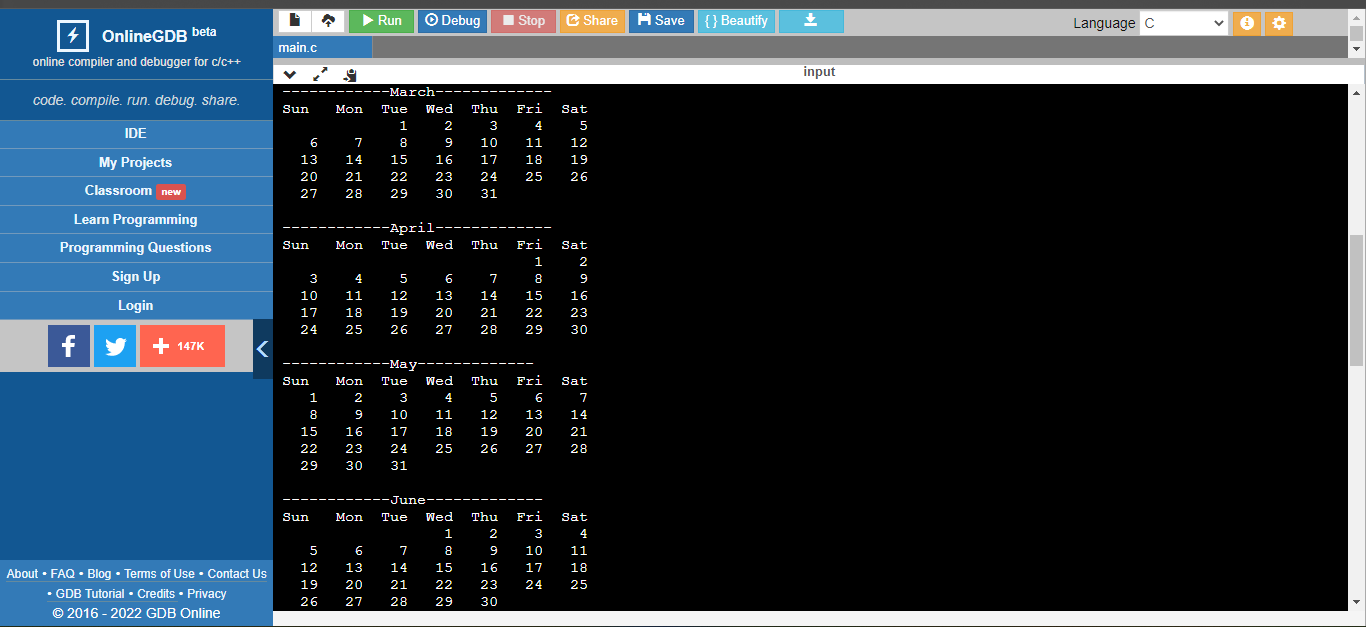 OnlineGDB beta
online compiler and debugger for c/c++
code. compile. run. debug. share.
IDE
My Projects
Classroom new
Learn Programming
Programming Questions
Sign Up
Login
147K
About • FAQ • Blog • Terms of Use • Contact Us
• GDB Tutorial • Credits • Privacy
© 2016 - 2022 GDB Online
Run Debug Stop Share Save { } Beautify Language C
main.c
input
------------March-------------
Sun Mon Tue Wed Thu Fri Sat
1 2 3 4 5
6 7 8 9 10 11 12
13 14 15 16 17 18 19
20 21 22 23 24 25 26
27 28 29 30 31
------------April-------------
Sun Mon Tue Wed Thu Fri Sat
1 2
3 4 5 6 7 8 9
10 11 12 13 14 15 16
17 18 19 20 21 22 23
24 25 26 27 28 29 30
------------May-------------
Sun Mon Tue Wed Thu Fri Sat
1 2 3 4 5 6 7
8 9 10 11 12 13 14
15 16 17 18 19 20 21
22 23 24 25 26 27 28
29 30 31
------------June-------------
Sun Mon Tue Wed Thu Fri Sat
1 2 3 4
5 6 7 8 9 10 11
12 13 14 15 16 17 18
19 20 21 22 23 24 25
26 27 28 29 30